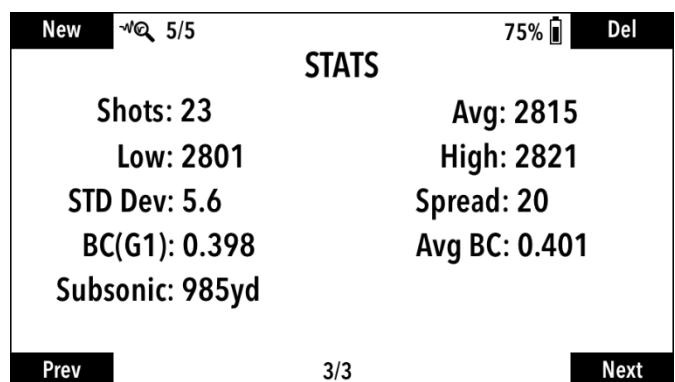 New 5/5 75% Del
STATS
Shots: 23 Avg: 2815
Low: 2801 High: 2821
STD Dev: 5.6 Spread: 20
BC(G1): 0.398 Avg BC: 0.401
Subsonic: 985yd
Prev 3/3 Next